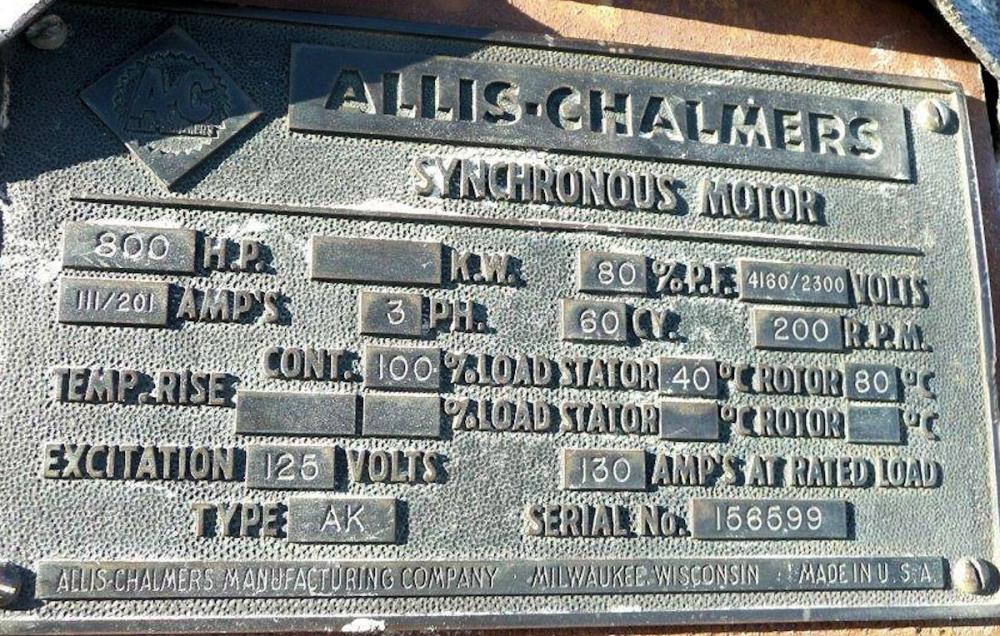 A-C
ALLIS-CHALMERS
SYNCHRONOUS MOTOR
800 H.P. K.W. 80 % P.F. 4160/2300 VOLTS
111/201 AMP'S 3 PH. 60 CY. 200 R.P.M.
TEMP. RISE CONT. 100 % LOAD STATOR 40 °C ROTOR 80 °C
% LOAD STATOR °C ROTOR °C
EXCITATION 125 VOLTS 130 AMP'S AT RATED LOAD
TYPE AK SERIAL No. 156599
ALLIS-CHALMERS MANUFACTURING COMPANY MILWAUKEE, WISCONSIN MADE IN U.S.A.